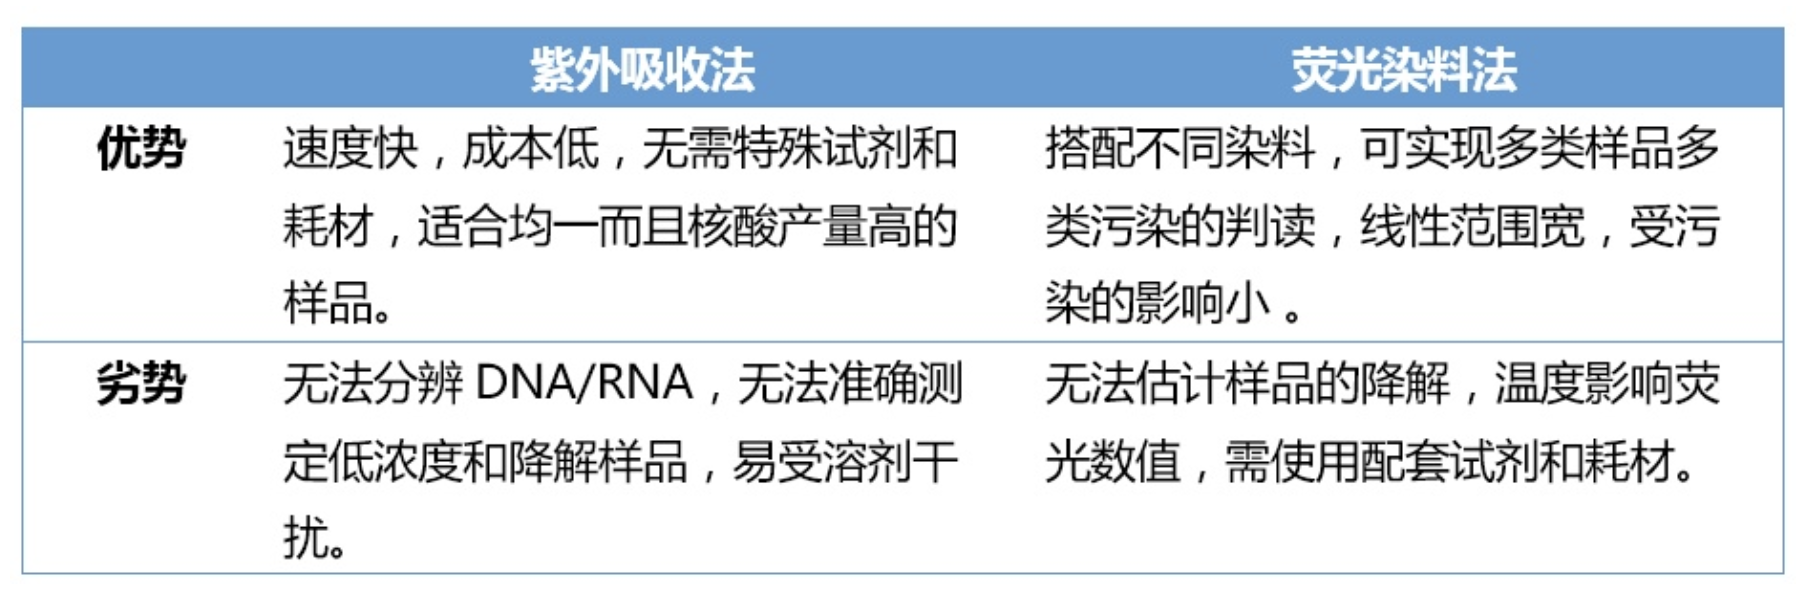 紫外吸收法 荧光染料法
优势 速度快，成本低，无需特殊试剂和 搭配不同染料，可实现多类样品多
耗材，适合均一而且核酸产量高的 类污染的判读，线性范围宽，受污
样品。 染的影响小 。
劣势 无法分辨 DNA/RNA，无法准确测 无法估计样品的降解，温度影响荧
定低浓度和降解样品，易受溶剂干 光数值，需使用配套试剂和耗材。
扰。